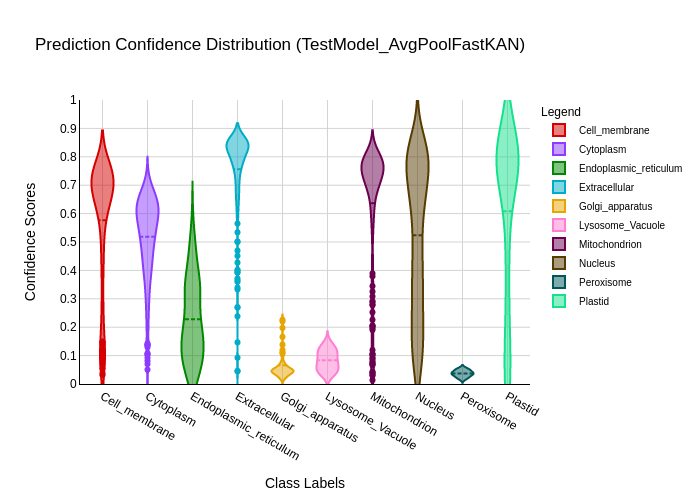 Prediction Confidence Distribution (TestModel_AvgPoolFastKAN)
Confidence Scores
1
0.9
0.8
0.7
0.6
0.5
0.4
0.3
0.2
0.1
0
Cell_membrane
Cytoplasm
Endoplasmic_reticulum
Extracellular
Golgi_apparatus
Lysosome_Vacuole
Mitochondrion
Nucleus
Peroxisome
Plastid
Class Labels
Legend
Cell_membrane
Cytoplasm
Endoplasmic_reticulum
Extracellular
Golgi_apparatus
Lysosome_Vacuole
Mitochondrion
Nucleus
Peroxisome
Plastid